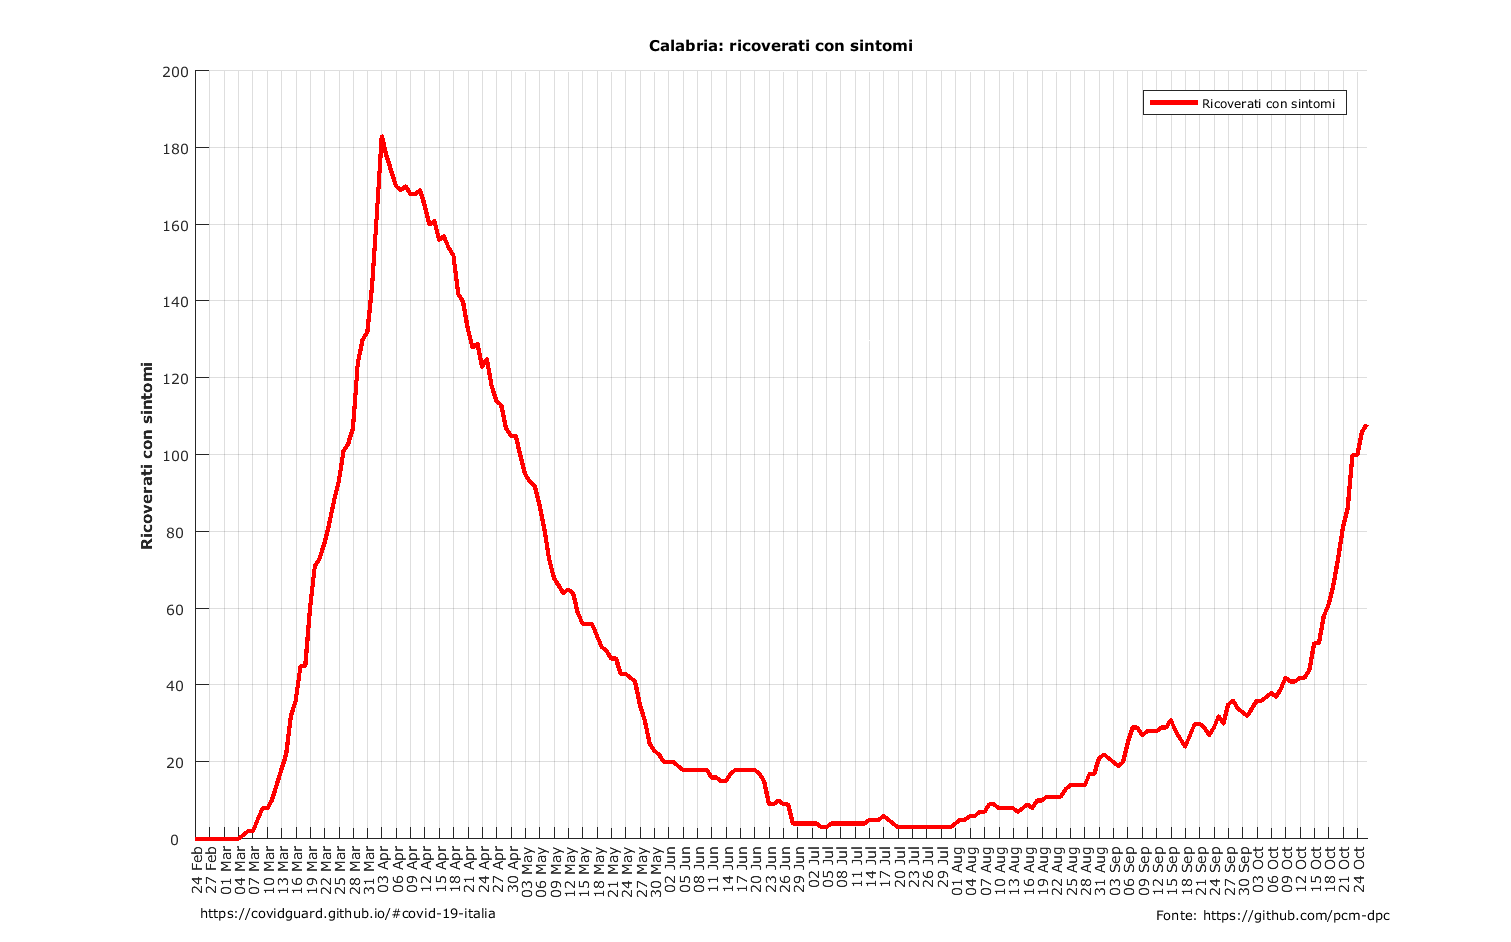 Calabria: ricoverati con sintomi
Ricoverati con sintomi
Ricoverati con sintomi
200
180
160
140
120
100
80
60
40
20
0
24 Feb
27 Feb
01 Mar
04 Mar
07 Mar
10 Mar
13 Mar
16 Mar
19 Mar
22 Mar
25 Mar
28 Mar
31 Mar
03 Apr
06 Apr
09 Apr
12 Apr
15 Apr
18 Apr
21 Apr
24 Apr
27 Apr
30 Apr
03 May
06 May
09 May
12 May
15 May
18 May
21 May
24 May
27 May
30 May
02 Jun
05 Jun
08 Jun
11 Jun
14 Jun
17 Jun
20 Jun
23 Jun
26 Jun
29 Jun
02 Jul
05 Jul
08 Jul
11 Jul
14 Jul
17 Jul
20 Jul
23 Jul
26 Jul
29 Jul
01 Aug
04 Aug
07 Aug
10 Aug
13 Aug
16 Aug
19 Aug
22 Aug
25 Aug
28 Aug
31 Aug
03 Sep
06 Sep
09 Sep
12 Sep
15 Sep
18 Sep
21 Sep
24 Sep
27 Sep
30 Sep
03 Oct
06 Oct
09 Oct
12 Oct
15 Oct
18 Oct
21 Oct
24 Oct
https://covidguard.github.io/#covid-19-italia
Fonte: https://github.com/pcm-dpc